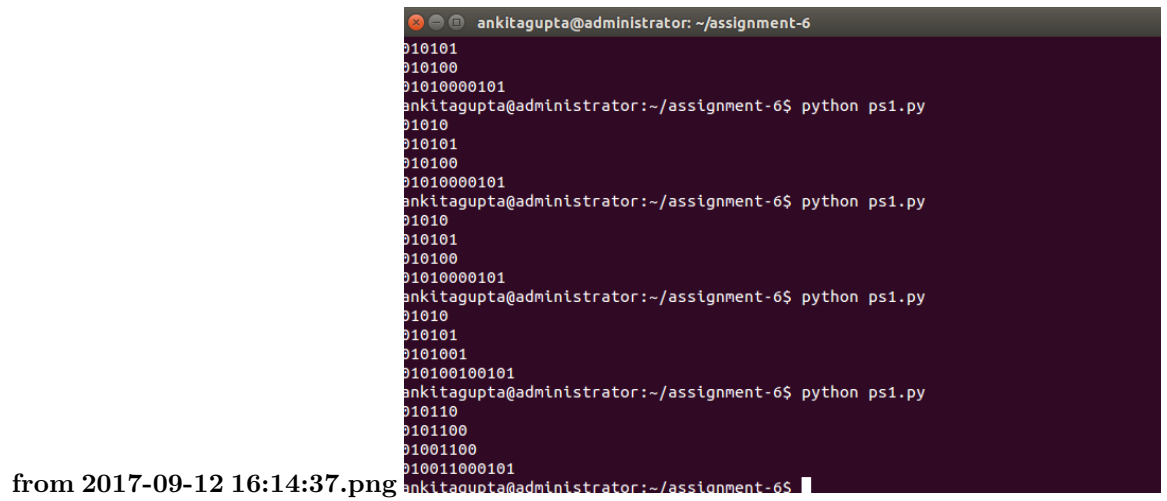 ankitagupta@administrator: ~/assignment-6
010101
010100
01010000101
ankitagupta@administrator:~/assignment-6$ python ps1.py
01010
010101
010100
01010000101
ankitagupta@administrator:~/assignment-6$ python ps1.py
01010
010101
010100
01010000101
ankitagupta@administrator:~/assignment-6$ python ps1.py
01010
010101
0101001
010100100101
ankitagupta@administrator:~/assignment-6$ python ps1.py
010110
0101100
01001100
010011000101
from 2017-09-12 16:14:37.png
ankitagupta@administrator:~/assignment-6$